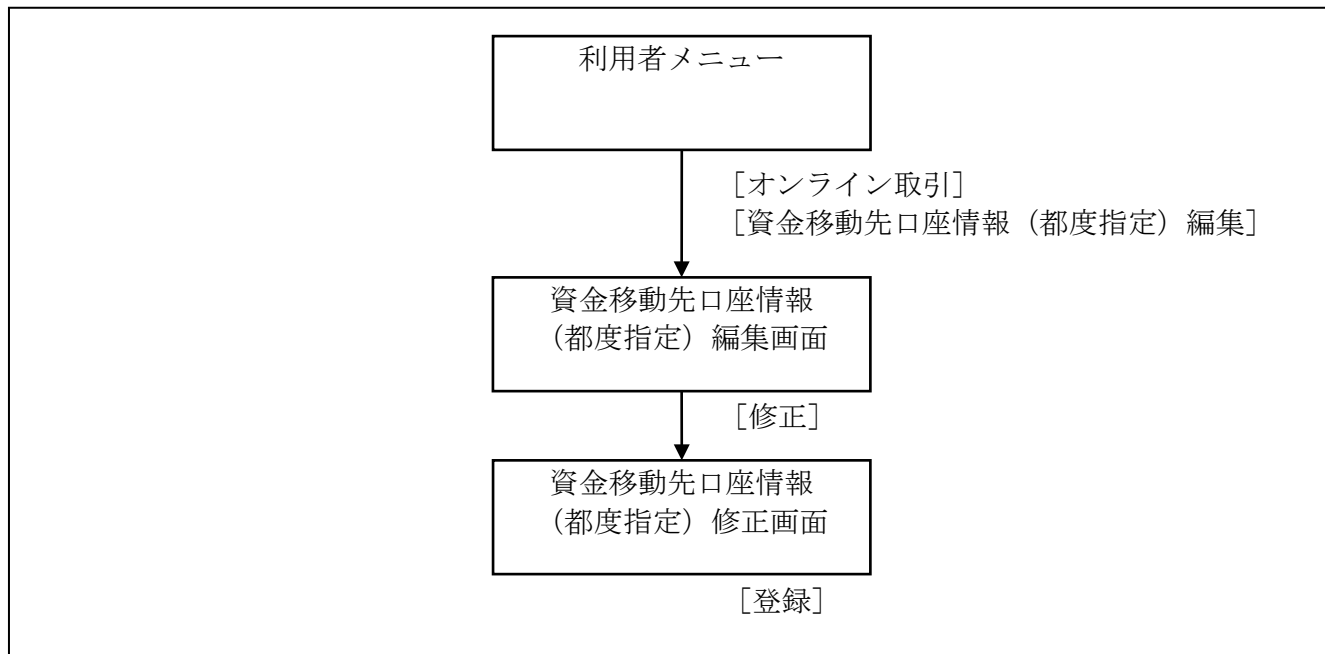 利用者メニュー
［オンライン取引］
［資金移動先口座情報（都度指定）編集］
資金移動先口座情報
（都度指定）編集画面
［修正］
資金移動先口座情報
（都度指定）修正画面
［登録］